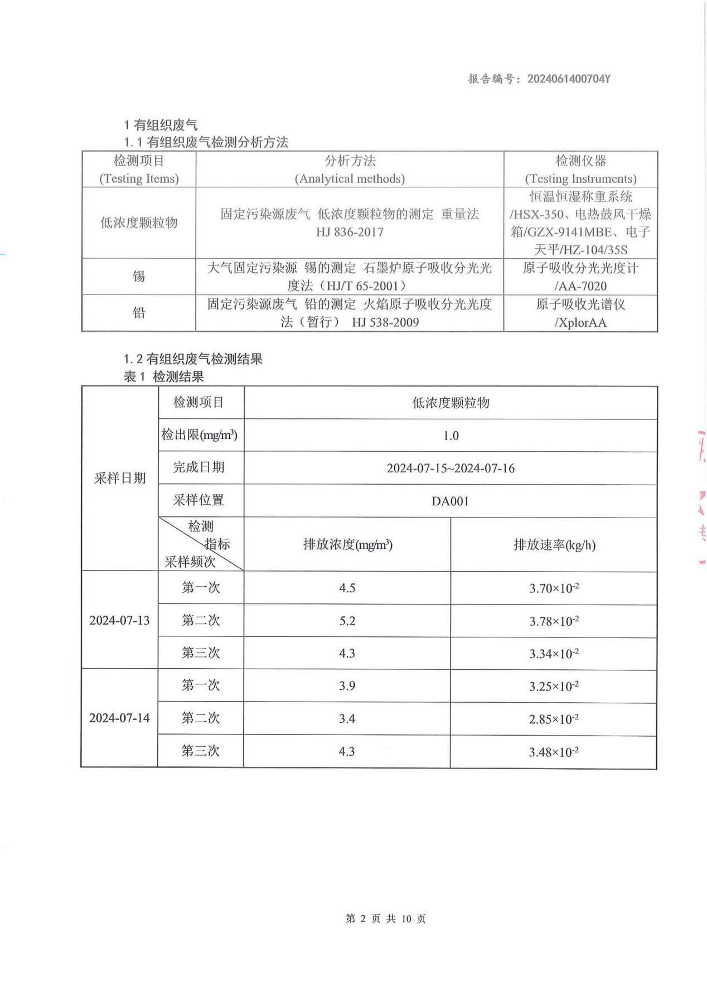 报告编号：2024061400704Y
1 有组织废气
1.1 有组织废气检测分析方法
检测项目
(Testing Items)
分析方法
(Analytical methods)
检测仪器
(Testing Instruments)
低浓度颗粒物
固定污染源废气 低浓度颗粒物的测定 重量法
HJ 836-2017
恒温恒湿称重系统
/HSX-350、电热鼓风干燥
箱/GZX-9141MBE、电子
天平/HZ-104/35S
锡
大气固定污染源 锡的测定 石墨炉原子吸收分光光
度法（HJ/T 65-2001）
原子吸收分光光度计
/AA-7020
铅
固定污染源废气 铅的测定 火焰原子吸收分光光度
法（暂行） HJ 538-2009
原子吸收光谱仪
/XplorAA
1.2 有组织废气检测结果
表 1 检测结果
采样日期
检测项目
低浓度颗粒物
检出限(mg/m³)
1.0
完成日期
2024-07-15~2024-07-16
采样位置
DA001
检测
指标
采样频次
排放浓度(mg/m³)
排放速率(kg/h)
2024-07-13
第一次
4.5
3.70×10⁻²
第二次
5.2
3.78×10⁻²
第三次
4.3
3.34×10⁻²
2024-07-14
第一次
3.9
3.25×10⁻²
第二次
3.4
2.85×10⁻²
第三次
4.3
3.48×10⁻²
第 2 页 共 10 页